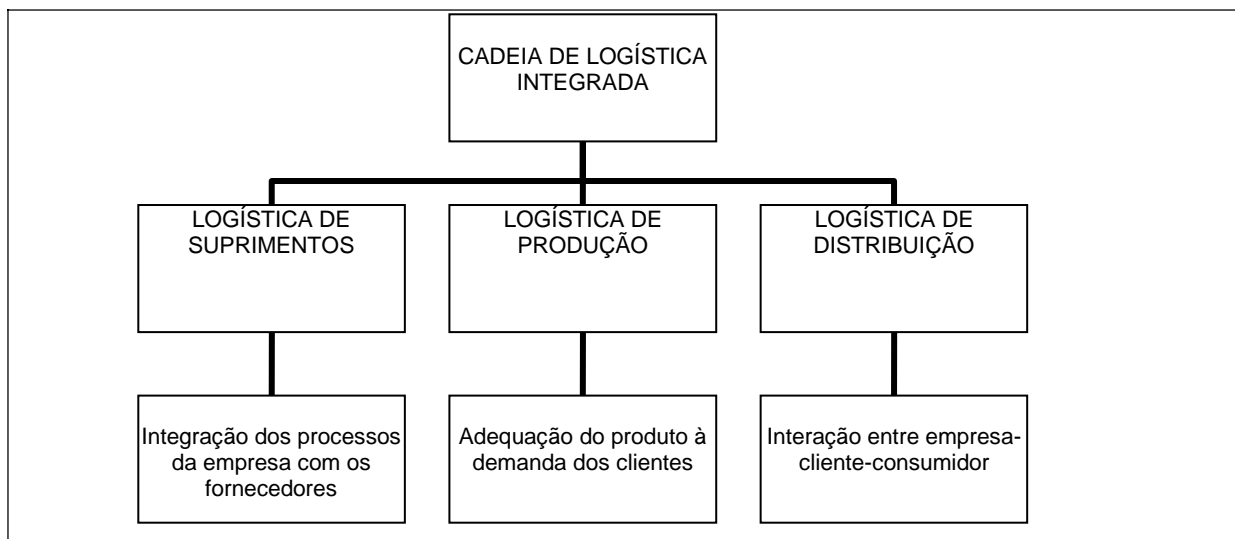 CADEIA DE LOGÍSTICA
INTEGRADA
LOGÍSTICA DE
SUPRIMENTOS
LOGÍSTICA DE
PRODUÇÃO
LOGÍSTICA DE
DISTRIBUIÇÃO
Integração dos processos
da empresa com os
fornecedores
Adequação do produto à
demanda dos clientes
Interação entre empresa-
cliente-consumidor